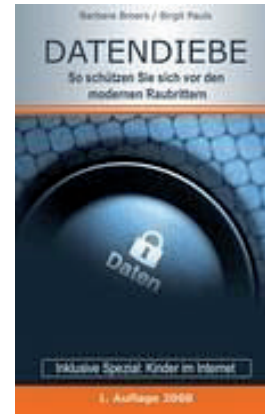 Barbara Broers / Birgit Pauls
DATENDIEBE
So schützen Sie sich vor den
modernen Raubrittern
Daten
Inklusive Spezial: Kinder im Internet
1. Auflage 2008